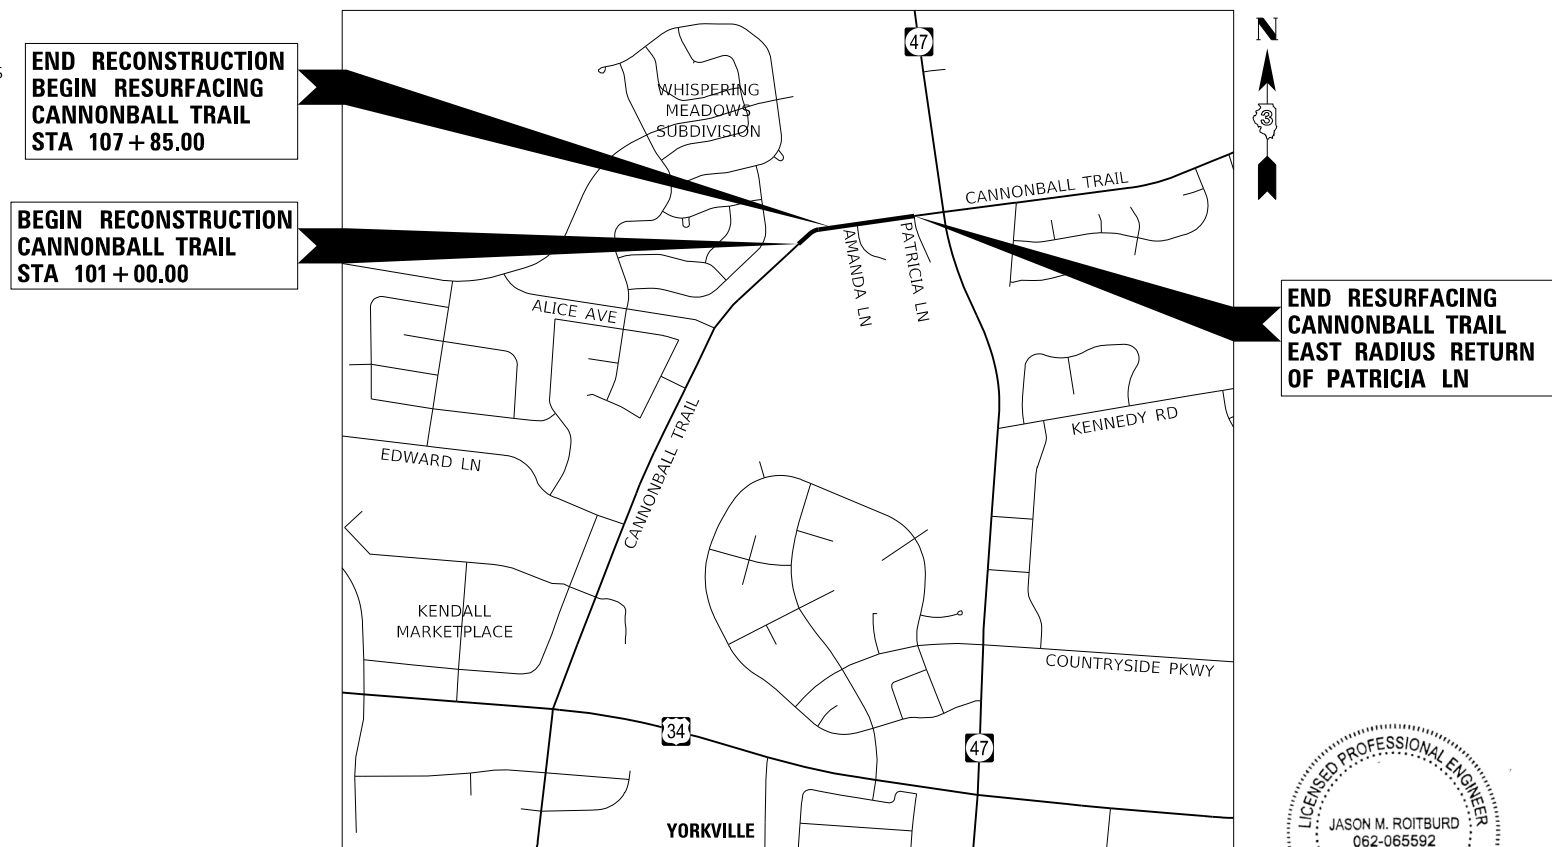 S
END RECONSTRUCTION
BEGIN RESURFACING
CANNONBALL TRAIL
STA 107+85.00
BEGIN RECONSTRUCTION
CANNONBALL TRAIL
STA 101+00.00
47
N
3
WHISPERING
MEADOWS
SUBDIVISION
CANNONBALL TRAIL
AMANDA LN
PATRICIA LN
END RESURFACING
CANNONBALL TRAIL
EAST RADIUS RETURN
OF PATRICIA LN
ALICE AVE
KENNEDY RD
EDWARD LN
CANNONBALL TRAIL
KENDALL
MARKETPLACE
COUNTRYSIDE PKWY
34
47
YORKVILLE
LICENSED PROFESSIONAL ENGINEER
JASON M. ROITBURD
062-065592